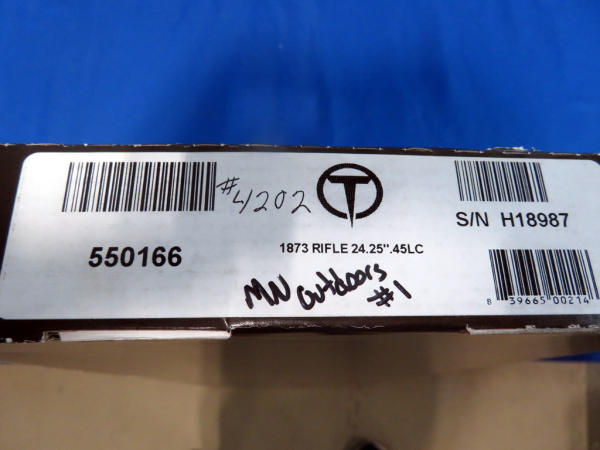 #4202
T
S/N H18987
550166
1873 RIFLE 24.25".45LC
MN outdoors
#1
8 39665 00214